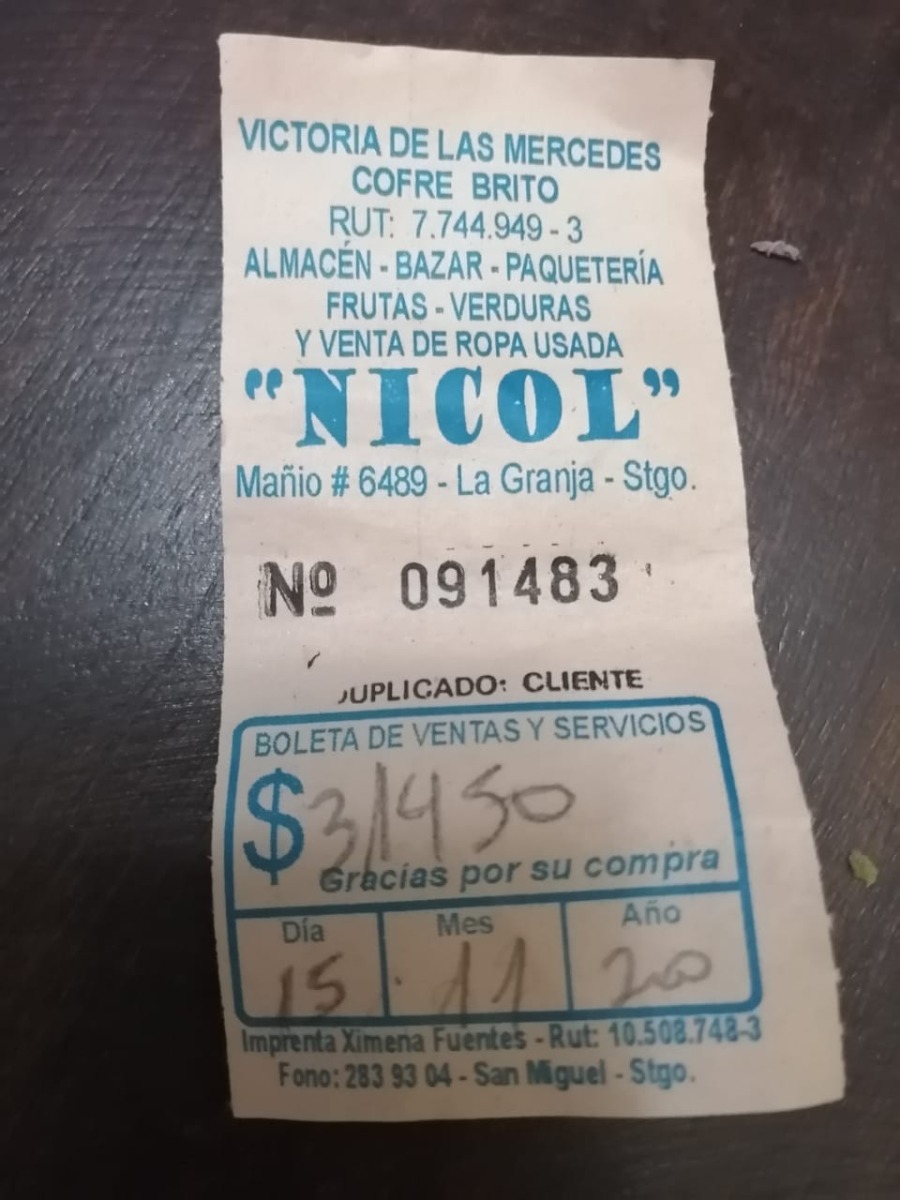 VICTORIA DE LAS MERCEDES
COFRE BRITO
RUT: 7.744.949 - 3
ALMACÉN - BAZAR - PAQUETERÍA
FRUTAS - VERDURAS
Y VENTA DE ROPA USADA
"NICOL"
Mañio # 6489 - La Granja - Stgo.
Nº 091483
DUPLICADO: CLIENTE
BOLETA DE VENTAS Y SERVICIOS
$ 31450
Gracias por su compra
Día Mes Año
15 11 20
Imprenta Ximena Fuentes - Rut: 10.508.748-3
Fono: 283 93 04 - San Miguel - Stgo.